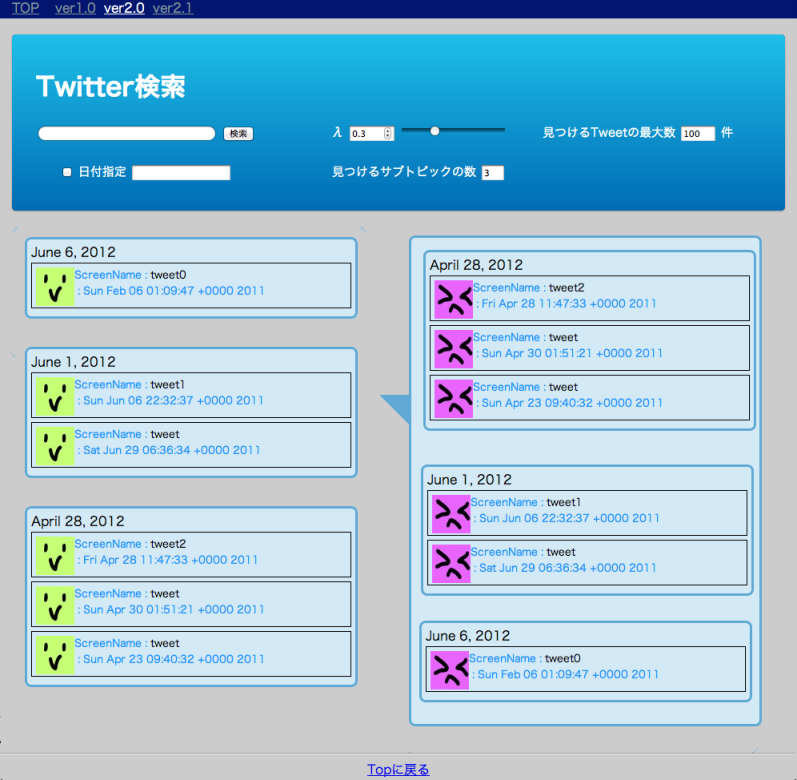 TOP ver1.0 ver2.0 ver2.1
Twitter検索
検索
λ 0.3
見つけるTweetの最大数 100 件
日付指定
見つけるサブトピックの数 3
June 6, 2012
ScreenName : tweet0
: Sun Feb 06 01:09:47 +0000 2011
June 1, 2012
ScreenName : tweet1
: Sun Jun 06 22:32:37 +0000 2011
ScreenName : tweet
: Sat Jun 29 06:36:34 +0000 2011
April 28, 2012
ScreenName : tweet2
: Fri Apr 28 11:47:33 +0000 2011
ScreenName : tweet
: Sun Apr 30 01:51:21 +0000 2011
ScreenName : tweet
: Sun Apr 23 09:40:32 +0000 2011
April 28, 2012
ScreenName : tweet2
: Fri Apr 28 11:47:33 +0000 2011
ScreenName : tweet
: Sun Apr 30 01:51:21 +0000 2011
ScreenName : tweet
: Sun Apr 23 09:40:32 +0000 2011
June 1, 2012
ScreenName : tweet1
: Sun Jun 06 22:32:37 +0000 2011
ScreenName : tweet
: Sat Jun 29 06:36:34 +0000 2011
June 6, 2012
ScreenName : tweet0
: Sun Feb 06 01:09:47 +0000 2011
Topに戻る